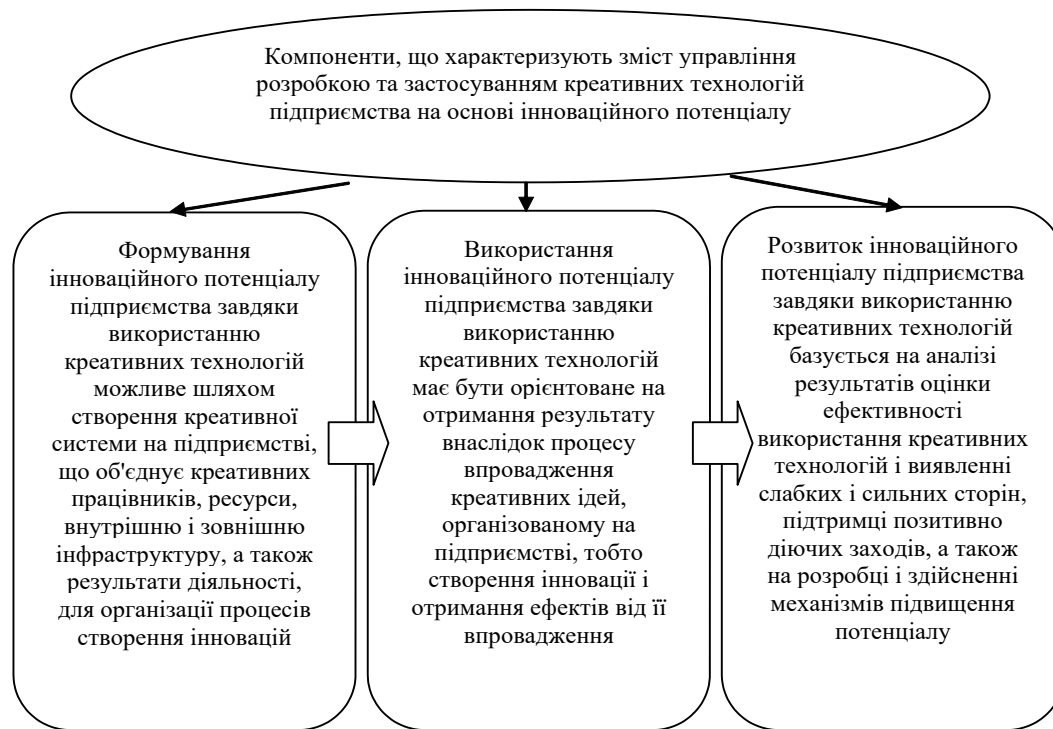 Компоненти, що характеризують зміст управління
розробкою та застосуванням креативних технологій
підприємства на основі інноваційного потенціалу
Формування
інноваційного потенціалу
підприємства завдяки
використанню
креативних технологій
можливе шляхом
створення креативної
системи на підприємстві,
що об'єднує креативних
працівників, ресурси,
внутрішню і зовнішню
інфраструктуру, а також
результати діяльності,
для організації процесів
створення інновацій
Використання
інноваційного потенціалу
підприємства завдяки
використанню
креативних технологій
має бути орієнтоване на
отримання результату
внаслідок процесу
впровадження
креативних ідей,
організованому на
підприємстві, тобто
створення інновації і
отримання ефектів від її
впровадження
Розвиток інноваційного
потенціалу підприємства
завдяки використанню
креативних технологій
базується на аналізі
результатів оцінки
ефективності
використання креативних
технологій і виявленні
слабких і сильних сторін,
підтримці позитивно
діючих заходів, а також
на розробці і здійсненні
механізмів підвищення
потенціалу